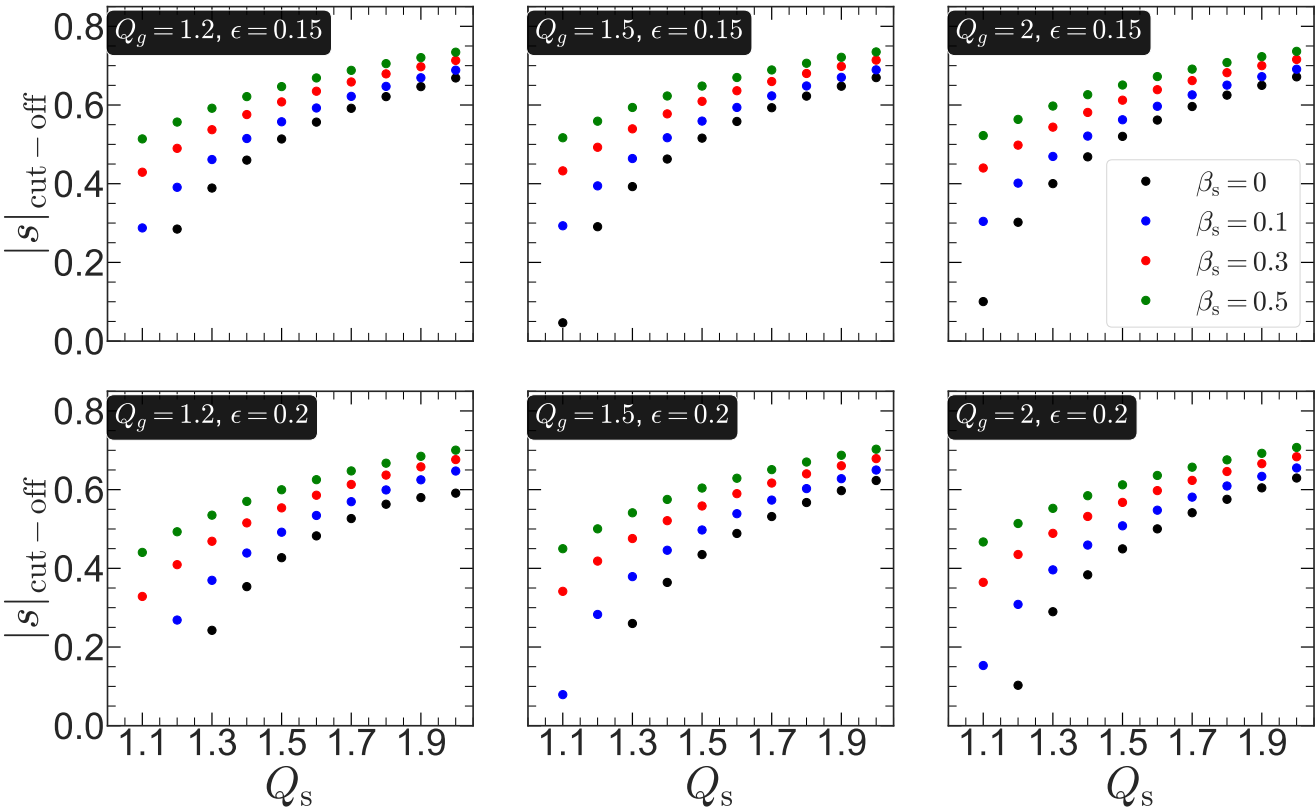 Q_g = 1.2, ϵ = 0.15
Q_g = 1.5, ϵ = 0.15
Q_g = 2, ϵ = 0.15
|s|_cut−off
0.8
0.6
0.4
0.2
0.0
β_s = 0
β_s = 0.1
β_s = 0.3
β_s = 0.5
Q_g = 1.2, ϵ = 0.2
Q_g = 1.5, ϵ = 0.2
Q_g = 2, ϵ = 0.2
|s|_cut−off
0.8
0.6
0.4
0.2
0.0
1.1 1.3 1.5 1.7 1.9
1.1 1.3 1.5 1.7 1.9
1.1 1.3 1.5 1.7 1.9
Q_s
Q_s
Q_s